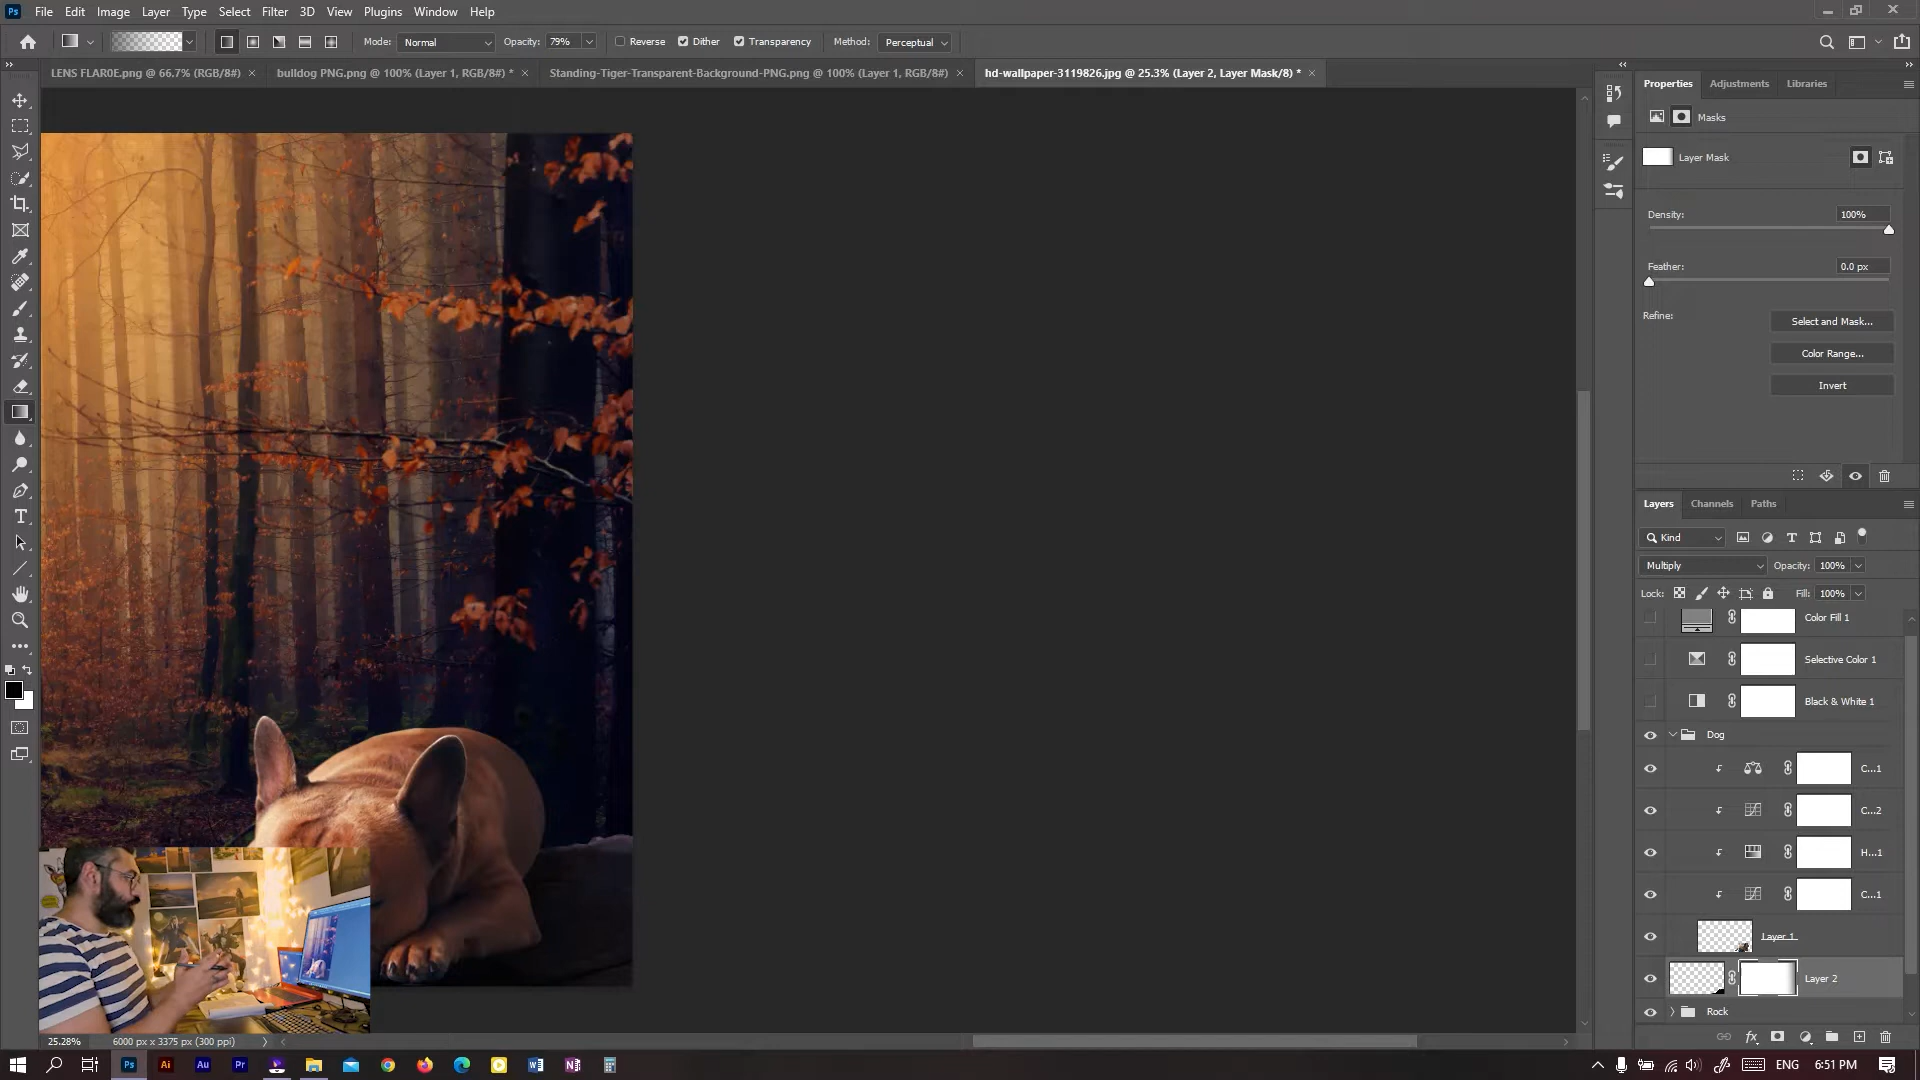 Ps File Edit Image Layer Type Select Filter 3D View Plugins Window Help
Mode: Normal Opacity: 79% Reverse Dither Transparency Method: Perceptual
LENS FLAR0E.png @ 66.7% (RGB/8#) × bulldog PNG.png @ 100% (Layer 1, RGB/8#) * × Standing-Tiger-Transparent-Background-PNG.png @ 100% (Layer 1, RGB/8#) × hd-wallpaper-3119826.jpg @ 25.3% (Layer 2, Layer Mask/8) * ×
Properties Adjustments Libraries
Masks
Layer Mask
Density: 100%
Feather: 0.0 px
Refine: Select and Mask...
Color Range...
Invert
Layers Channels Paths
Kind
Multiply Opacity: 100%
Lock: Fill: 100%
Color Fill 1
Selective Color 1
Black & White 1
Dog
C...1
C...2
H...1
C...1
Layer 1
Layer 2
Rock
fx
25.28% 6000 px x 3375 px (300 ppi)
Ps Ai Au Pr ENG 6:51 PM